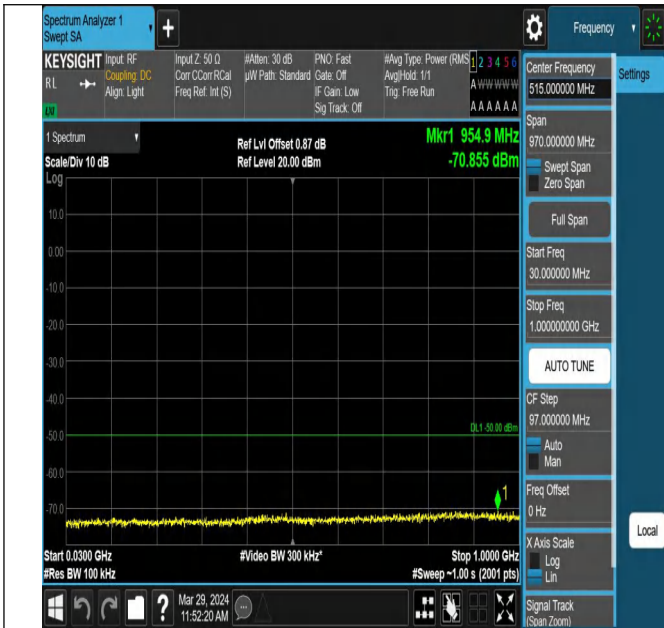 Spectrum Analyzer 1
Swept SA
Frequency
KEYSIGHT
RL
LXI
Input: RF
Coupling: DC
Align: Light
Input Z: 50 Ω
Corr CCorr RCal
Freq Ref: Int (S)
#Atten: 30 dB
µW Path: Standard
PNO: Fast
Gate: Off
IF Gain: Low
Sig Track: Off
#Avg Type: Power (RMS
Avg|Hold: 1/1
Trig: Free Run
1 2 3 4 5 6
A W W W W W
A A A A A A
Center Frequency
515.000000 MHz
Settings
1 Spectrum
Scale/Div 10 dB
Ref Lvl Offset 0.87 dB
Ref Level 20.00 dBm
Mkr1 954.9 MHz
-70.855 dBm
Log
10.0
0.00
-10.0
-20.0
-30.0
-40.0
-50.0
-60.0
-70.0
DL1 -50.00 dBm
1
Start 0.0300 GHz
#Res BW 100 kHz
#Video BW 300 kHz*
Stop 1.0000 GHz
#Sweep ~1.00 s (2001 pts)
Span
970.000000 MHz
Swept Span
Zero Span
Full Span
Start Freq
30.000000 MHz
Stop Freq
1.000000000 GHz
AUTO TUNE
CF Step
97.000000 MHz
Auto
Man
Freq Offset
0 Hz
X Axis Scale
Log
Lin
Local
Signal Track
(Span Zoom)
?
Mar 29, 2024
11:52:20 AM